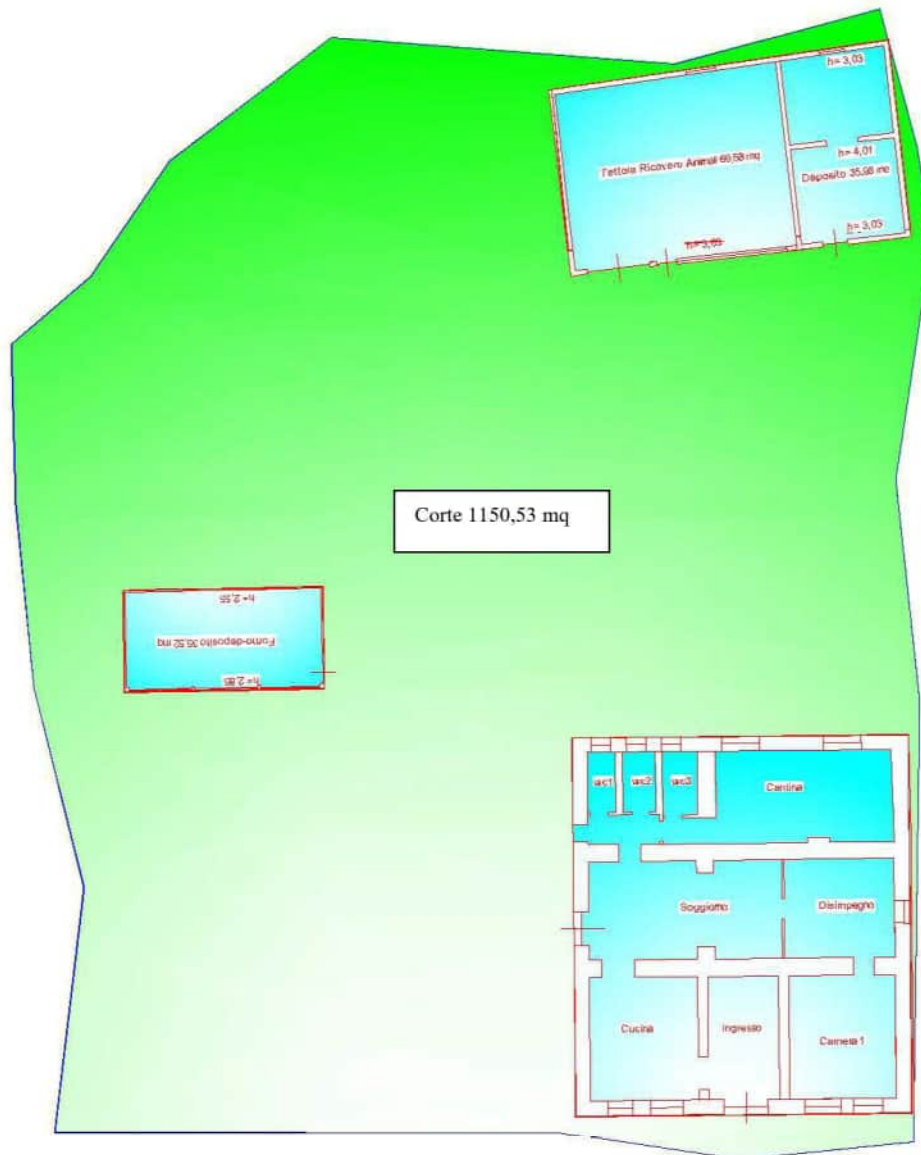 h= 3,03
Tettoia Ricovero Animali 69,58 mq
h= 4,01
Deposito 35,98 mq
h= 3,03
h= 3,63
Corte 1150,53 mq
h= 2,55
Forno-deposito 35,52 mq
h= 2,85
wc1
wc2
wc3
Cantina
Soggiorno
Disimpegno
Cucina
Ingresso
Camera 1